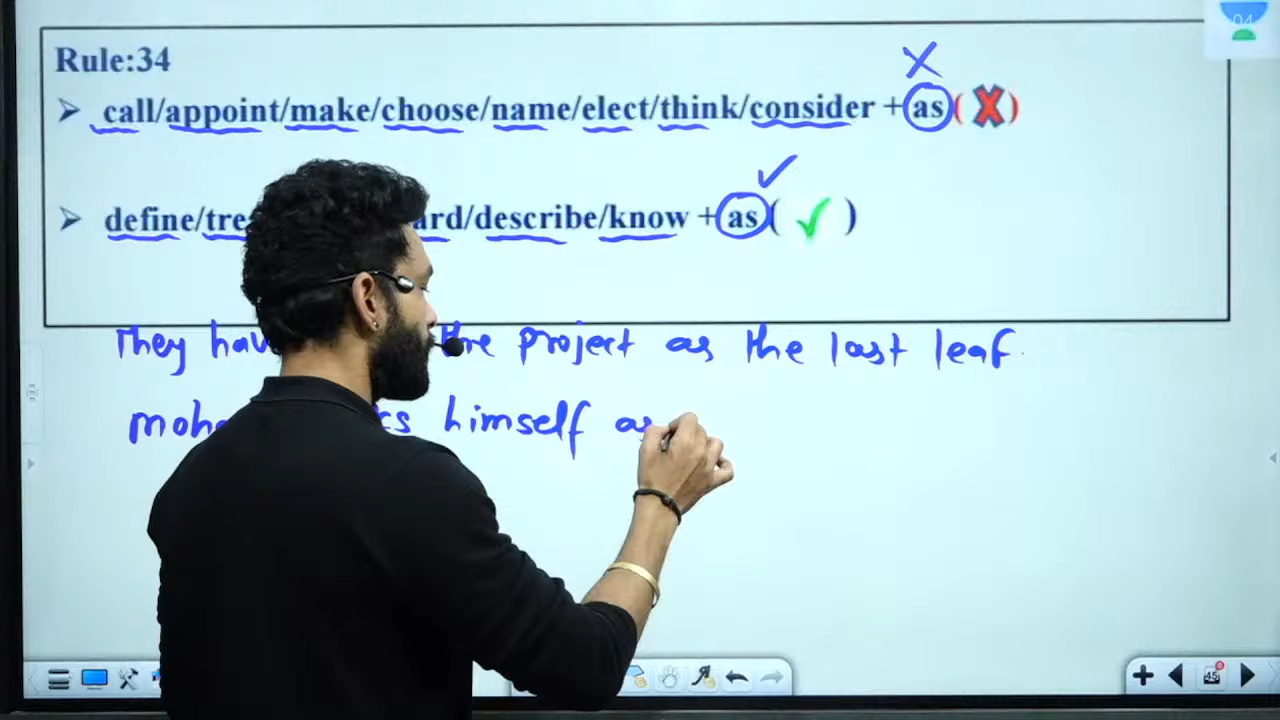 Rule:34
➤ call/appoint/make/choose/name/elect/think/consider + as (X)
➤ define/tre ard/describe/know + as ( ✓ )
They hav the project as the last leaf.
moh himself as
45